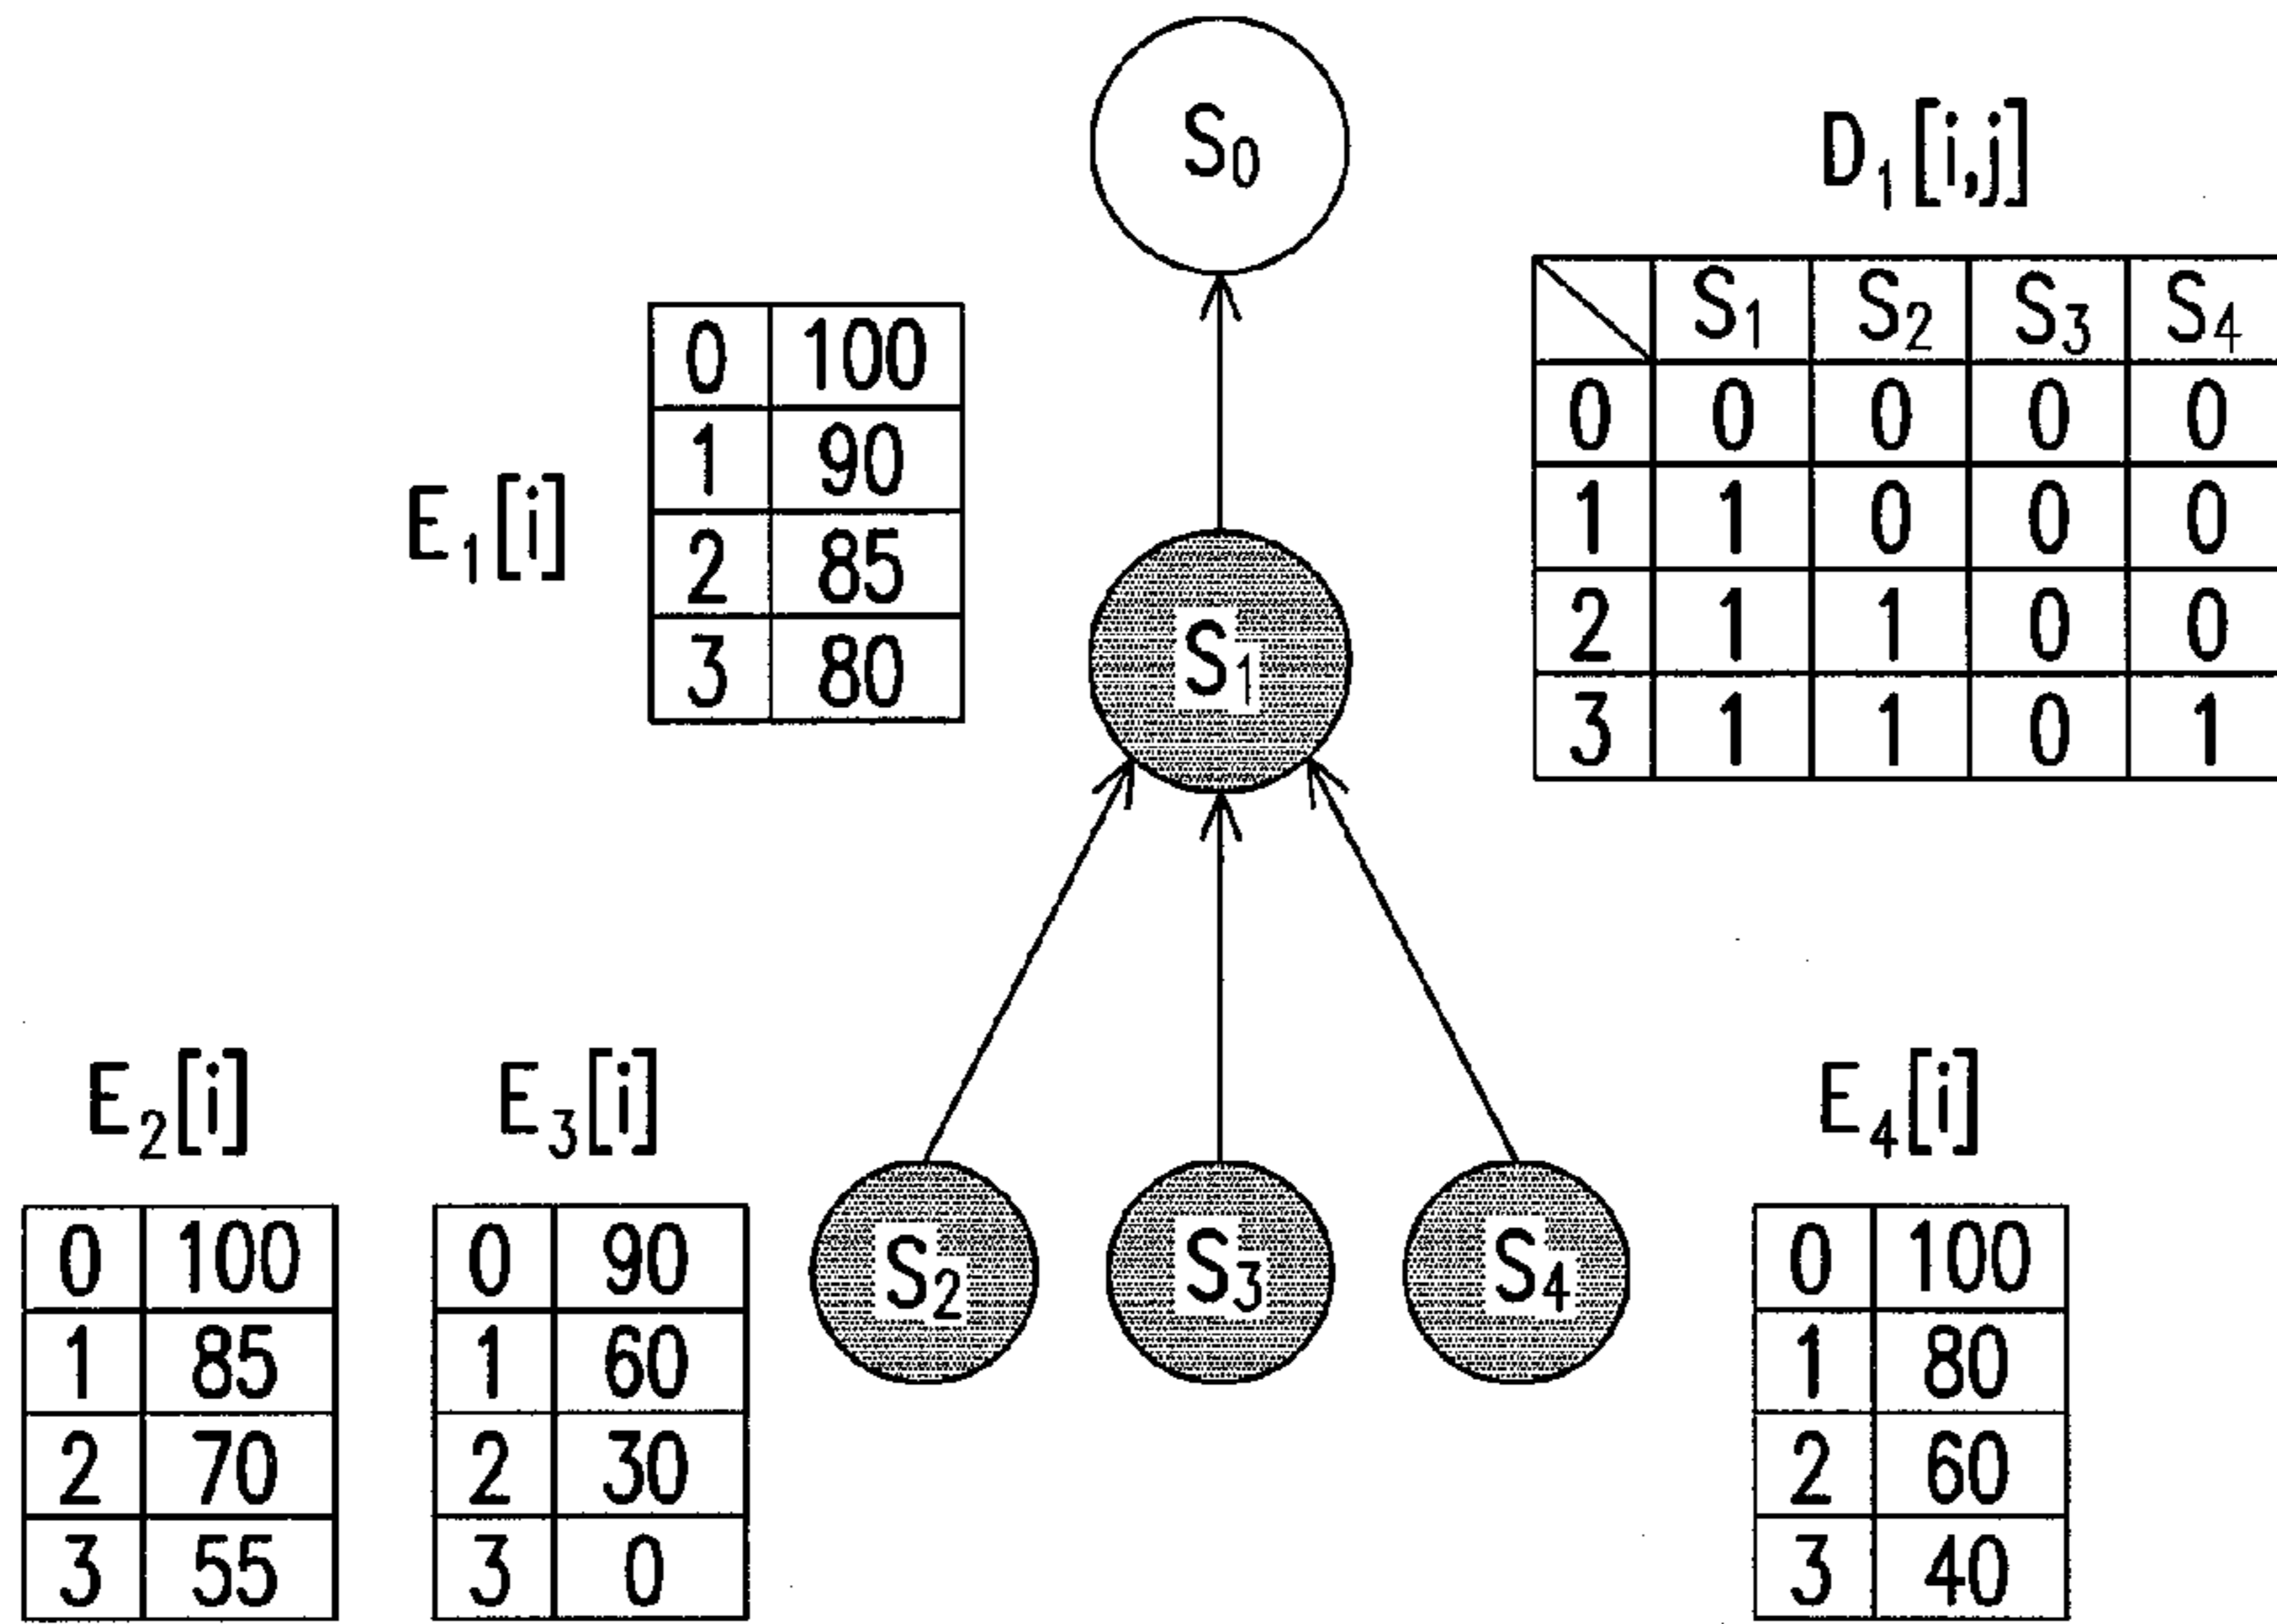 S0
D1[i,j]
S1 S2 S3 S4
0 0 0 0 0
1 1 0 0 0
2 1 1 0 0
3 1 1 0 1
E1[i]
0 100
1 90
2 85
3 80
S1
E2[i]
0 100
1 85
2 70
3 55
E3[i]
0 90
1 60
2 30
3 0
S2
S3
S4
E4[i]
0 100
1 80
2 60
3 40